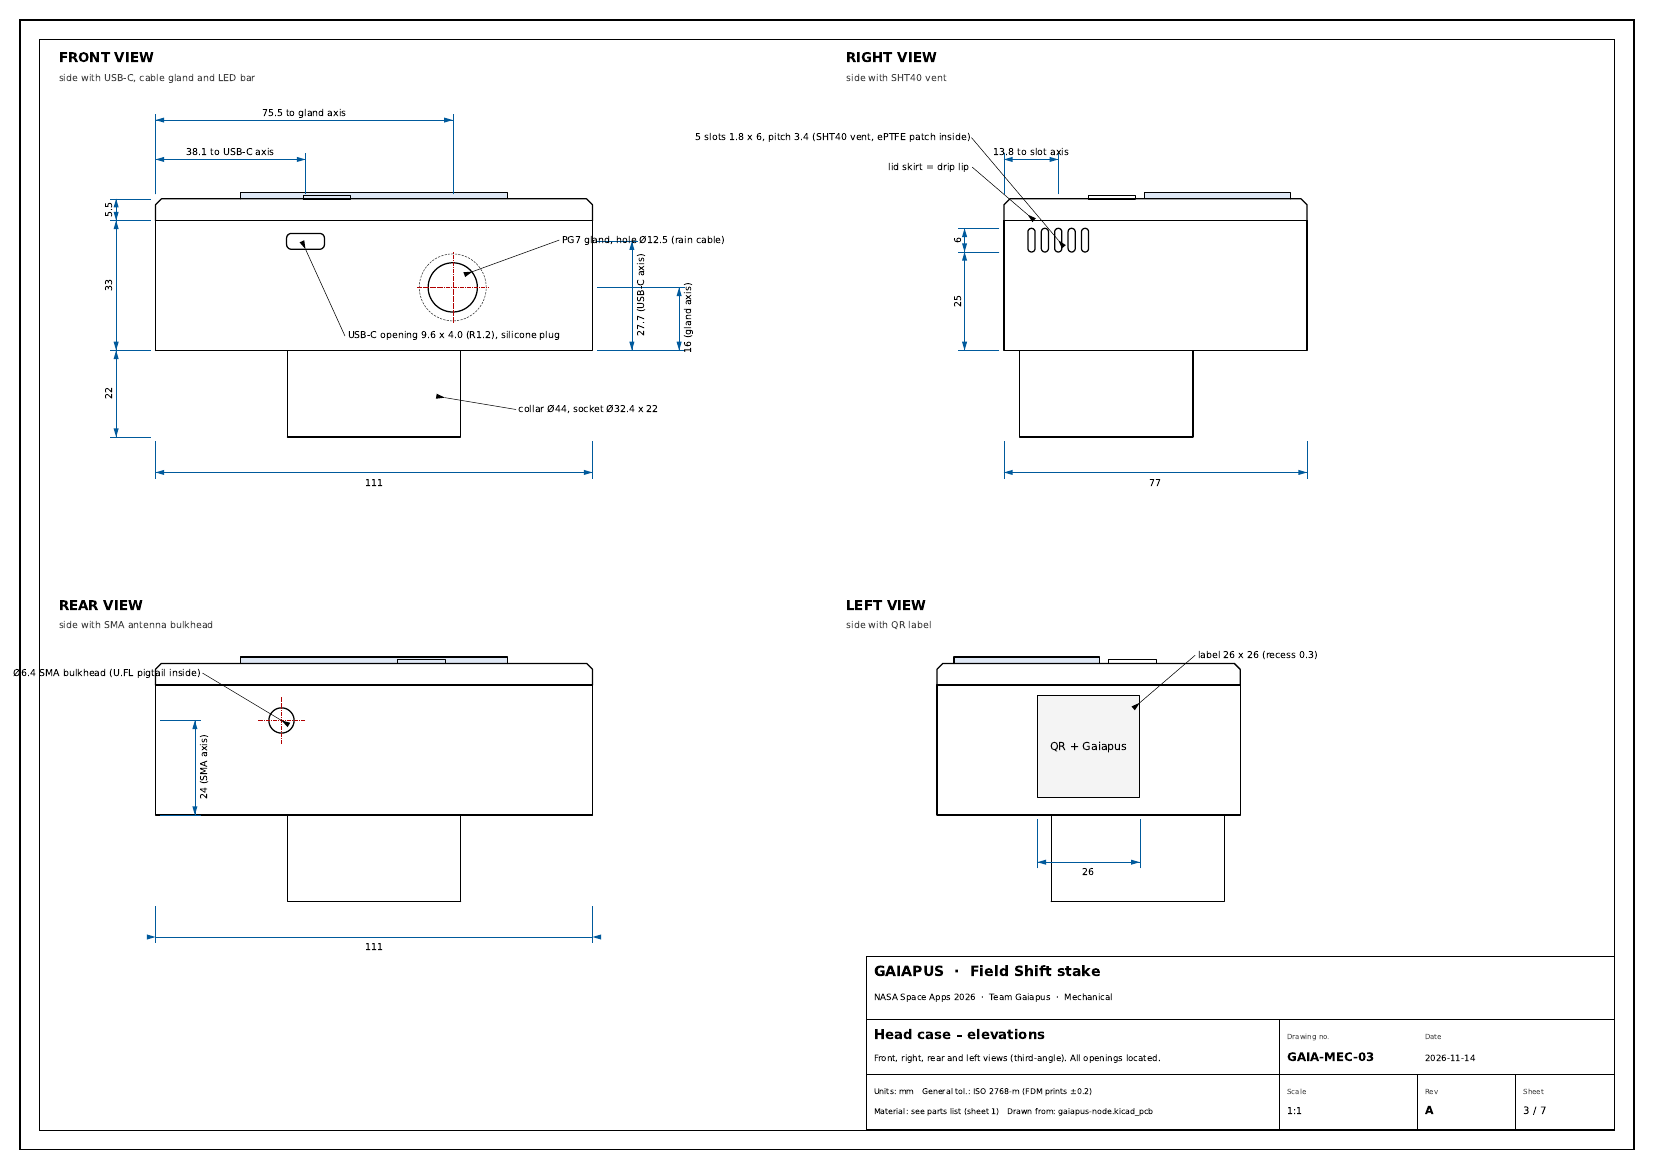 FRONT VIEW
side with USB-C, cable gland and LED bar
75.5 to gland axis
38.1 to USB-C axis
5.5
33
22
PG7 gland, hole Ø12.5 (rain cable)
27.7 (USB-C axis)
16 (gland axis)
USB-C opening 9.6 x 4.0 (R1.2), silicone plug
collar Ø44, socket Ø32.4 x 22
111
RIGHT VIEW
side with SHT40 vent
5 slots 1.8 x 6, pitch 3.4 (SHT40 vent, ePTFE patch inside)
13.8 to slot axis
lid skirt = drip lip
6
25
77
REAR VIEW
side with SMA antenna bulkhead
Ø6.4 SMA bulkhead (U.FL pigtail inside)
24 (SMA axis)
111
LEFT VIEW
side with QR label
label 26 x 26 (recess 0.3)
QR + Gaiapus
26
GAIAPUS · Field Shift stake
NASA Space Apps 2026 · Team Gaiapus · Mechanical
Head case – elevations
Front, right, rear and left views (third-angle). All openings located.
Drawing no.
GAIA-MEC-03
Date
2026-11-14
Units: mm General tol.: ISO 2768-m (FDM prints ±0.2)
Material: see parts list (sheet 1) Drawn from: gaiapus-node.kicad_pcb
Scale
1:1
Rev
A
Sheet
3 / 7